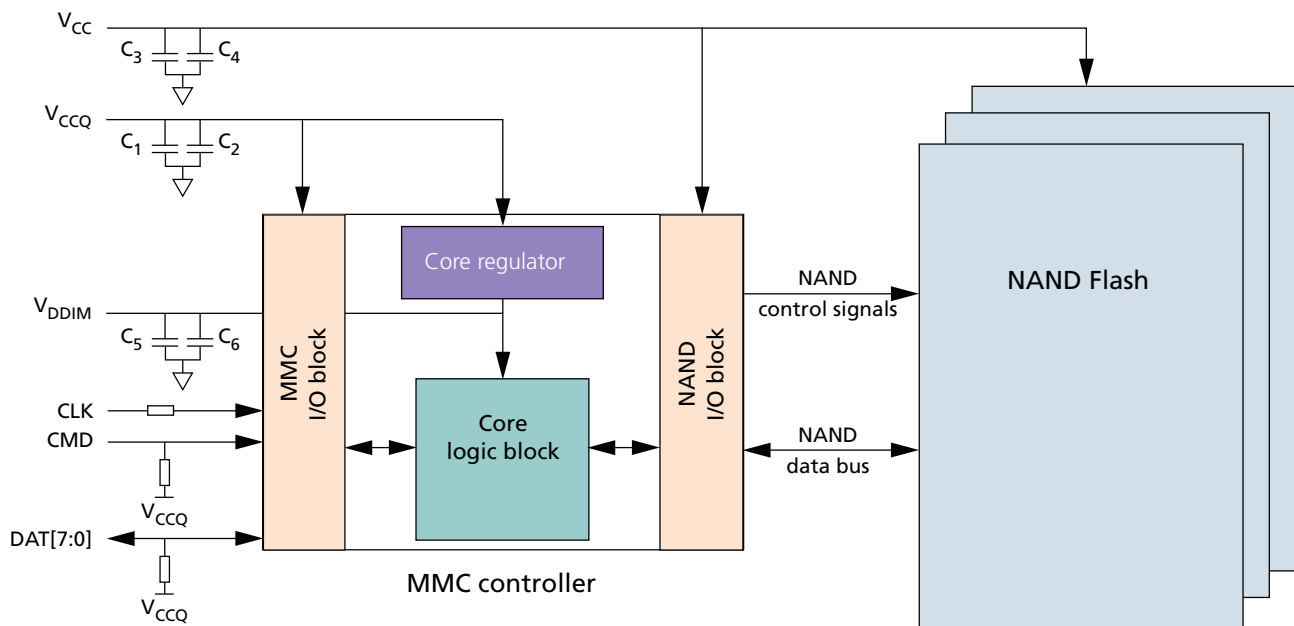 VCC
C3 C4
VCCQ
C1 C2
Core regulator
NAND
control signals
NAND Flash
VDDIM
C5 C6
MMC
I/O block
NAND
I/O block
CLK
CMD
Core
logic block
NAND
data bus
VCCQ
DAT[7:0]
MMC controller
VCCQ